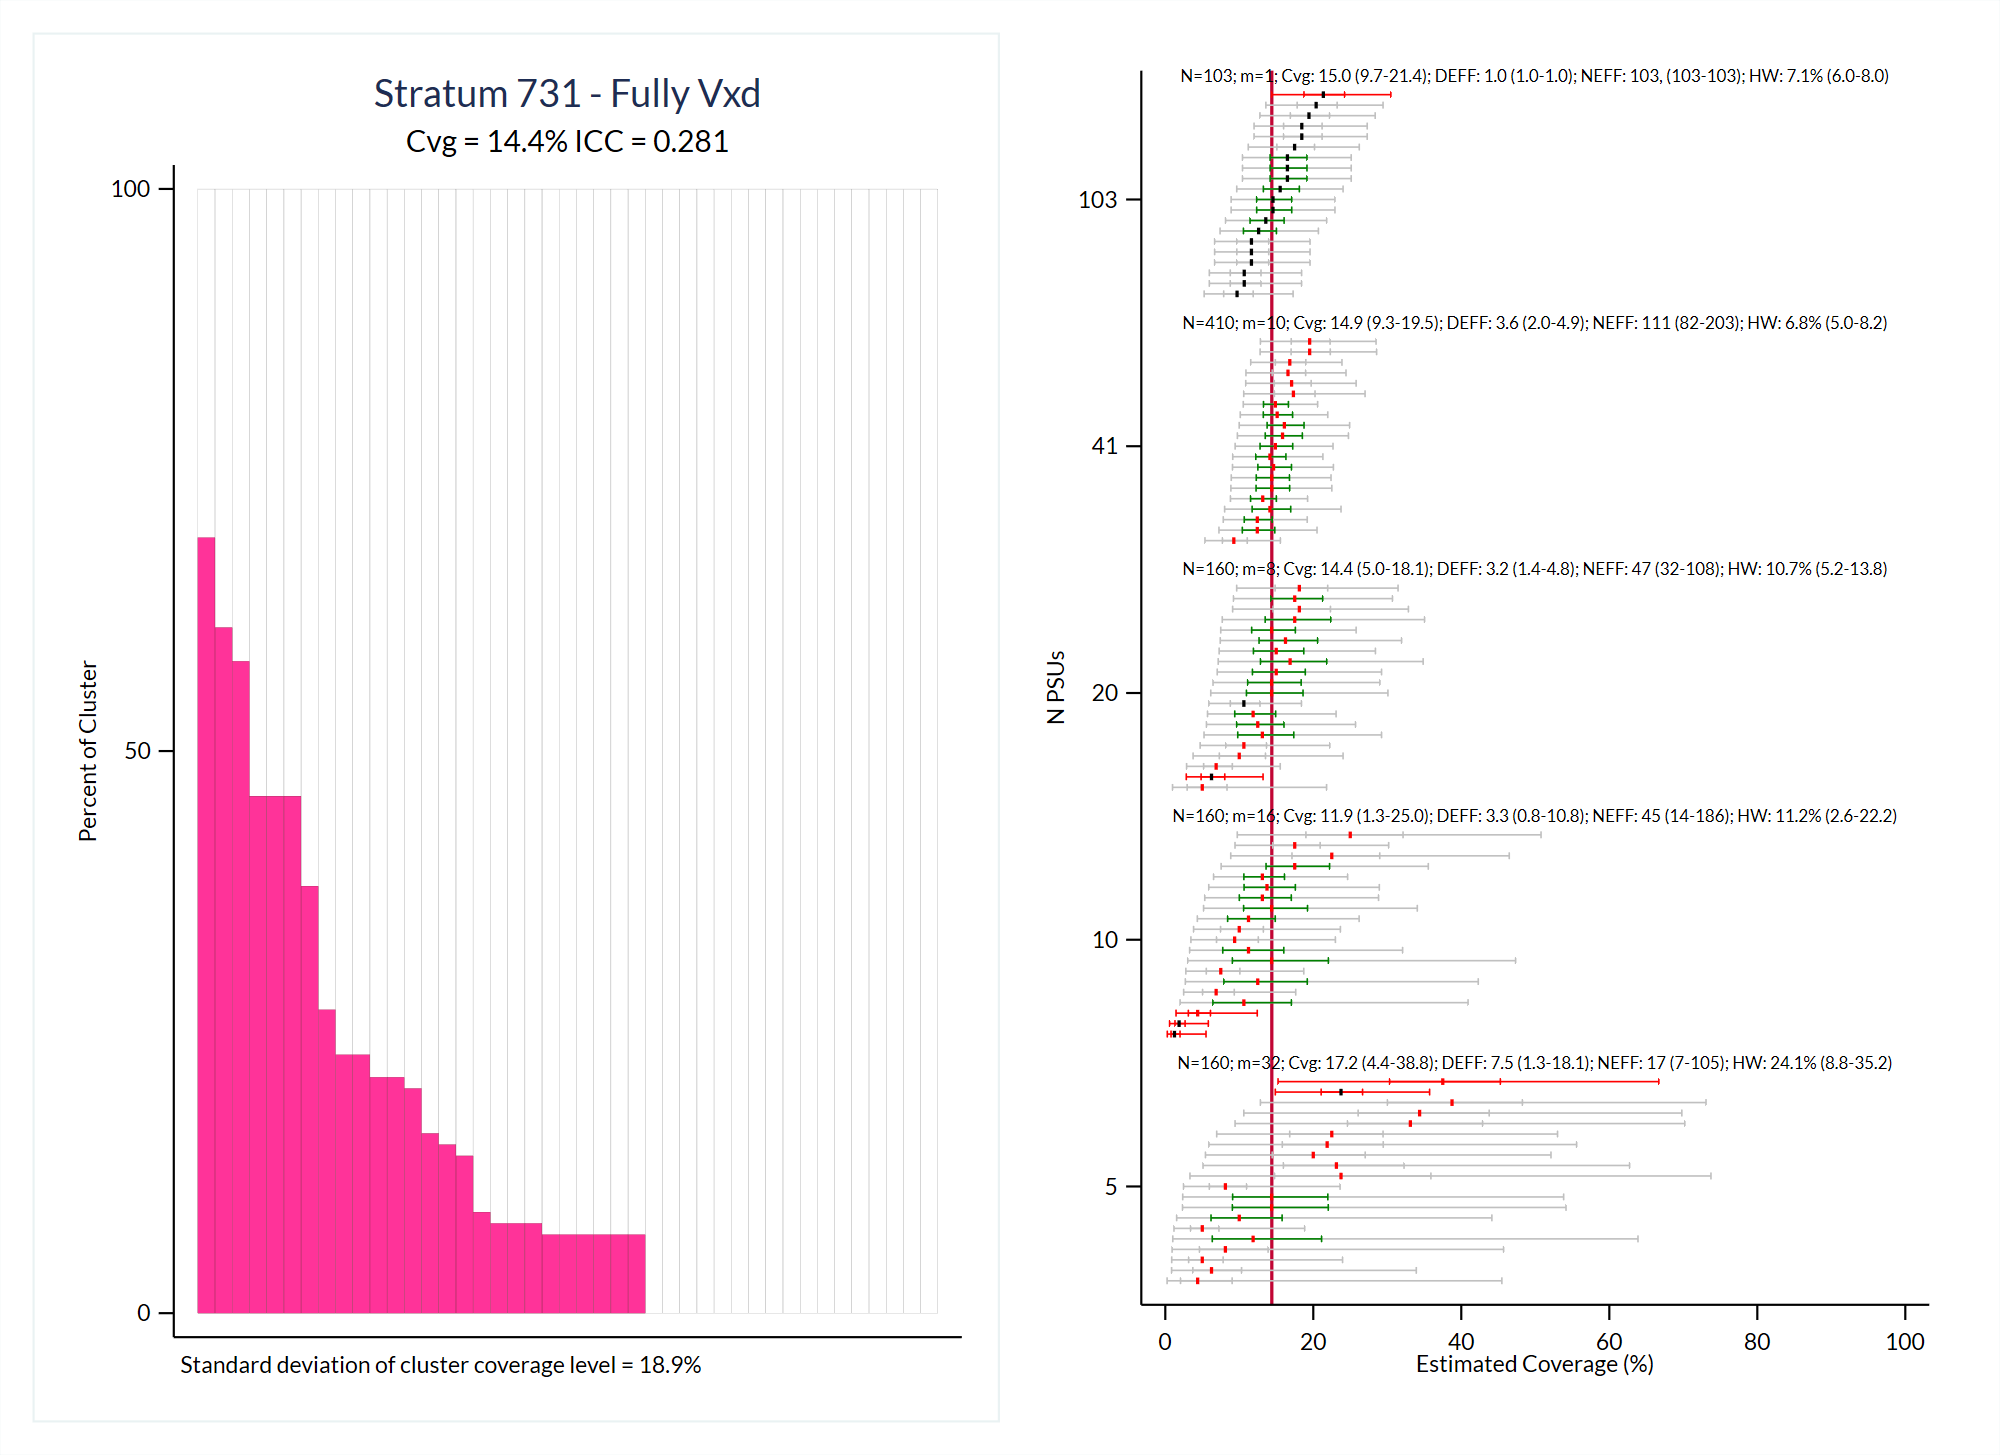 Stratum 731 - Fully Vxd
Cvg = 14.4% ICC = 0.281
100
50
0
Percent of Cluster
Standard deviation of cluster coverage level = 18.9%
N=103; m=1; Cvg: 15.0 (9.7-21.4); DEFF: 1.0 (1.0-1.0); NEFF: 103, (103-103); HW: 7.1% (6.0-8.0)
103
N=410; m=10; Cvg: 14.9 (9.3-19.5); DEFF: 3.6 (2.0-4.9); NEFF: 111 (82-203); HW: 6.8% (5.0-8.2)
41
N=160; m=8; Cvg: 14.4 (5.0-18.1); DEFF: 3.2 (1.4-4.8); NEFF: 47 (32-108); HW: 10.7% (5.2-13.8)
20
N PSUs
N=160; m=16; Cvg: 11.9 (1.3-25.0); DEFF: 3.3 (0.8-10.8); NEFF: 45 (14-186); HW: 11.2% (2.6-22.2)
10
N=160; m=32; Cvg: 17.2 (4.4-38.8); DEFF: 7.5 (1.3-18.1); NEFF: 17 (7-105); HW: 24.1% (8.8-35.2)
5
0 20 40 60 80 100
Estimated Coverage (%)